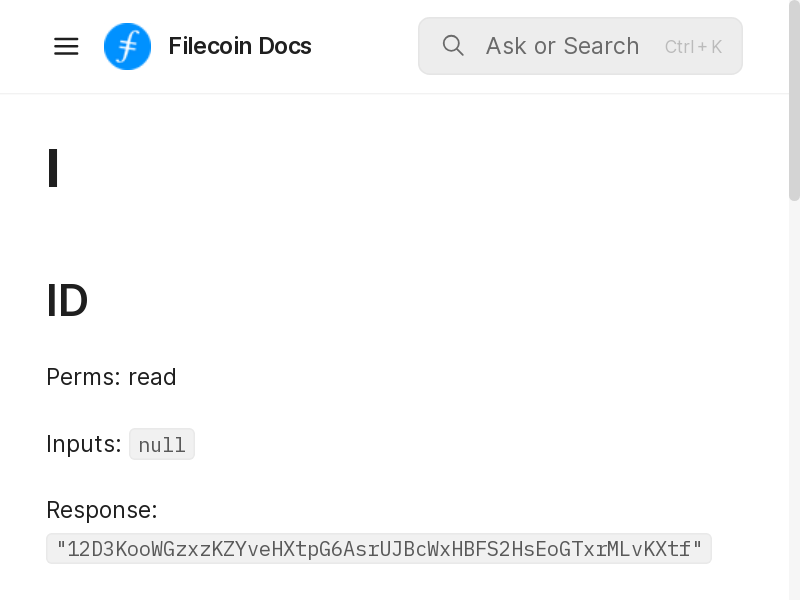 Filecoin Docs
Ask or Search
Ctrl + K
I
ID
Perms: read
Inputs: null
Response:
"12D3KooWGzxzKZYveHXtpG6AsrUJBcWxHBFS2HsEoGTxrMLvKXtf"